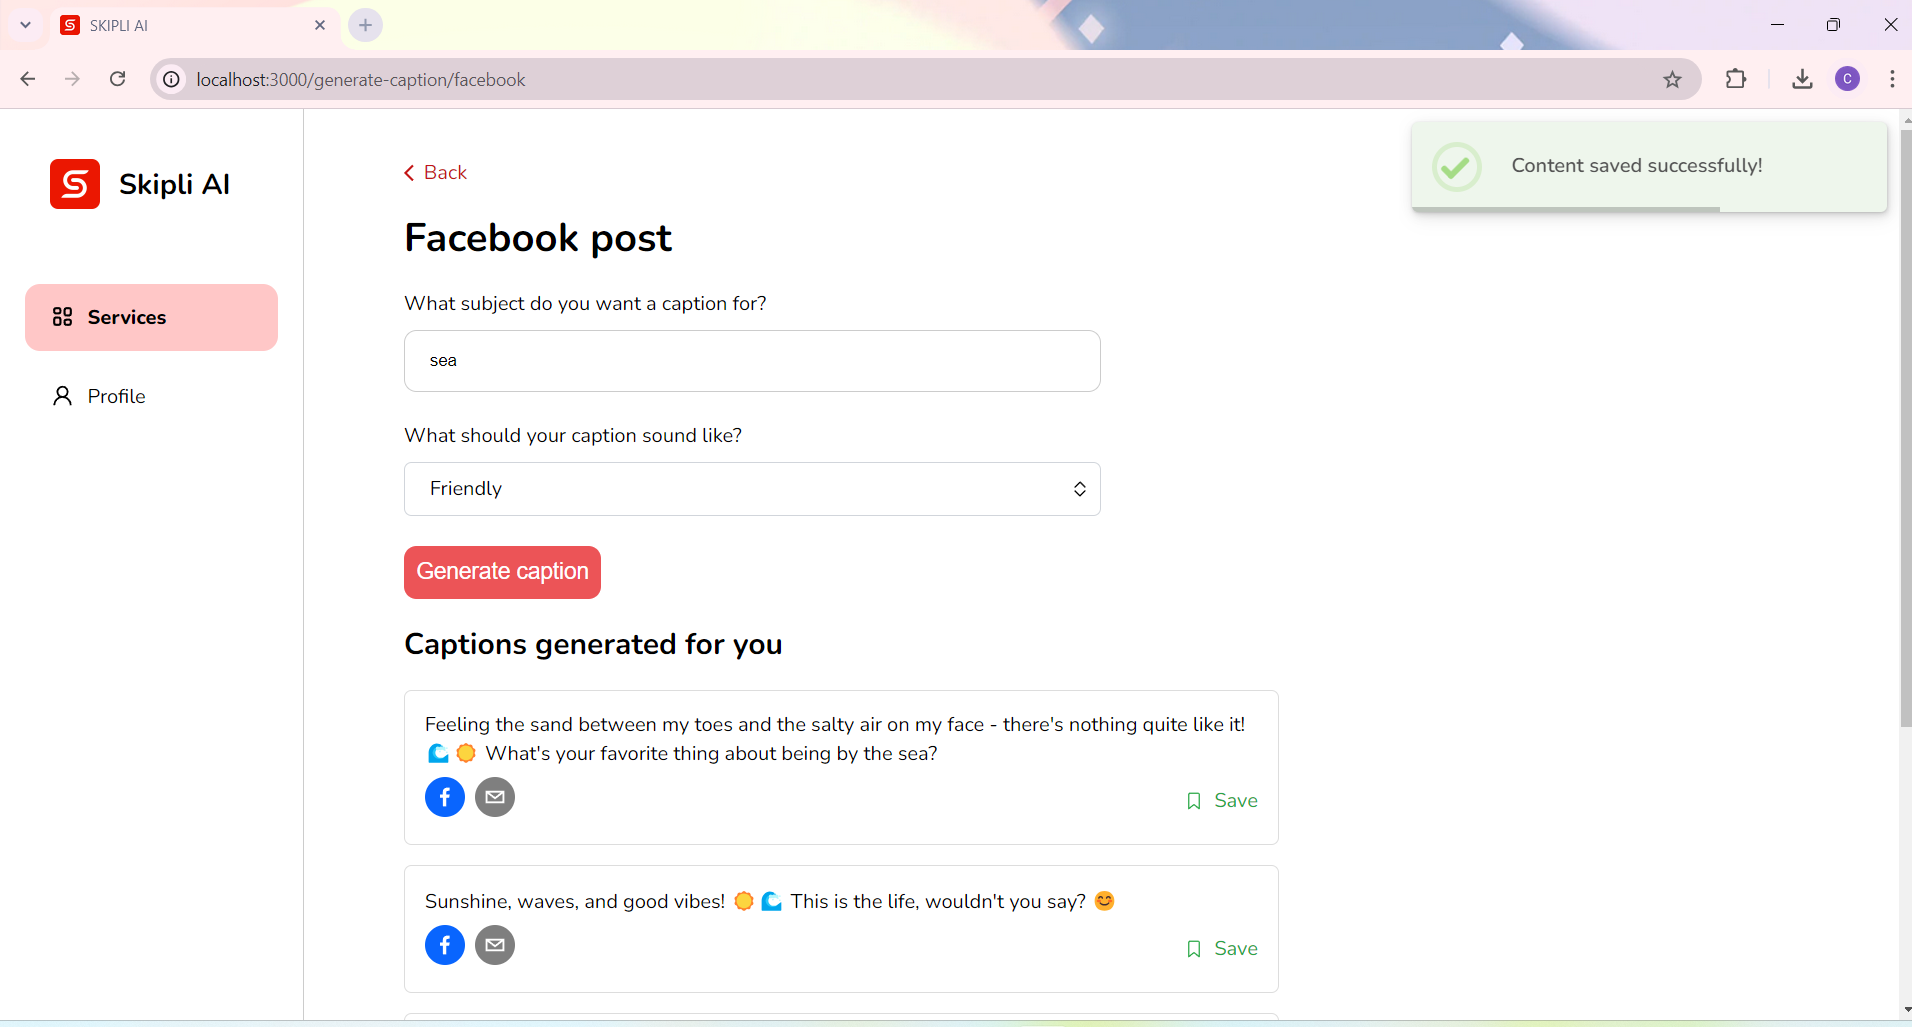 SKIPLI AI
localhost:3000/generate-caption/facebook
C
Skipli AI
Services
Profile
Back
Content saved successfully!
Facebook post
What subject do you want a caption for?
sea
What should your caption sound like?
Friendly
Generate caption
Captions generated for you
Feeling the sand between my toes and the salty air on my face - there's nothing quite like it!
🌊 ☀️ What's your favorite thing about being by the sea?
Save
Sunshine, waves, and good vibes! ☀️ 🌊 This is the life, wouldn't you say? 😊
Save